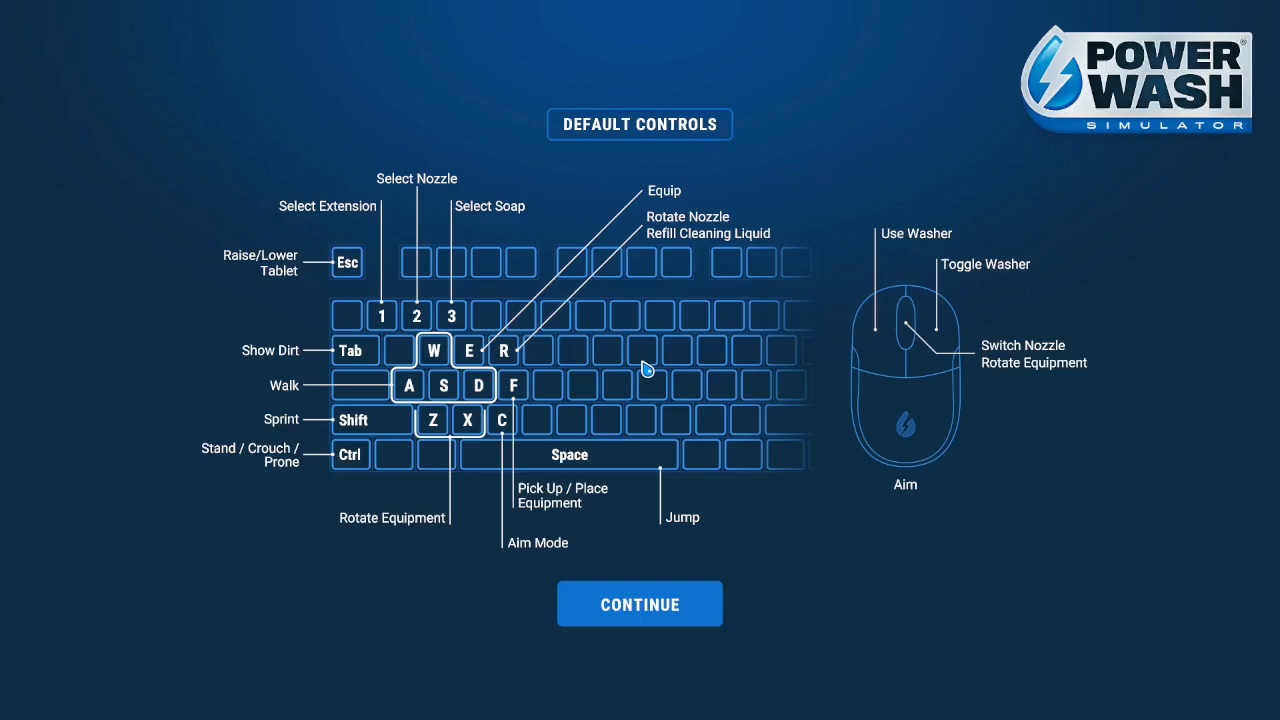 POWER
WASH
SIMULATOR
DEFAULT CONTROLS
Select Nozzle
Select Extension
Select Soap
Equip
Rotate Nozzle
Refill Cleaning Liquid
Raise/Lower
Tablet
Esc
1 2 3
Show Dirt
Tab W E R
Walk
A S D F
Sprint
Shift Z X C
Stand / Crouch /
Prone
Ctrl Space
Rotate Equipment
Pick Up / Place
Equipment
Aim Mode
Jump
Use Washer
Toggle Washer
Switch Nozzle
Rotate Equipment
Aim
CONTINUE